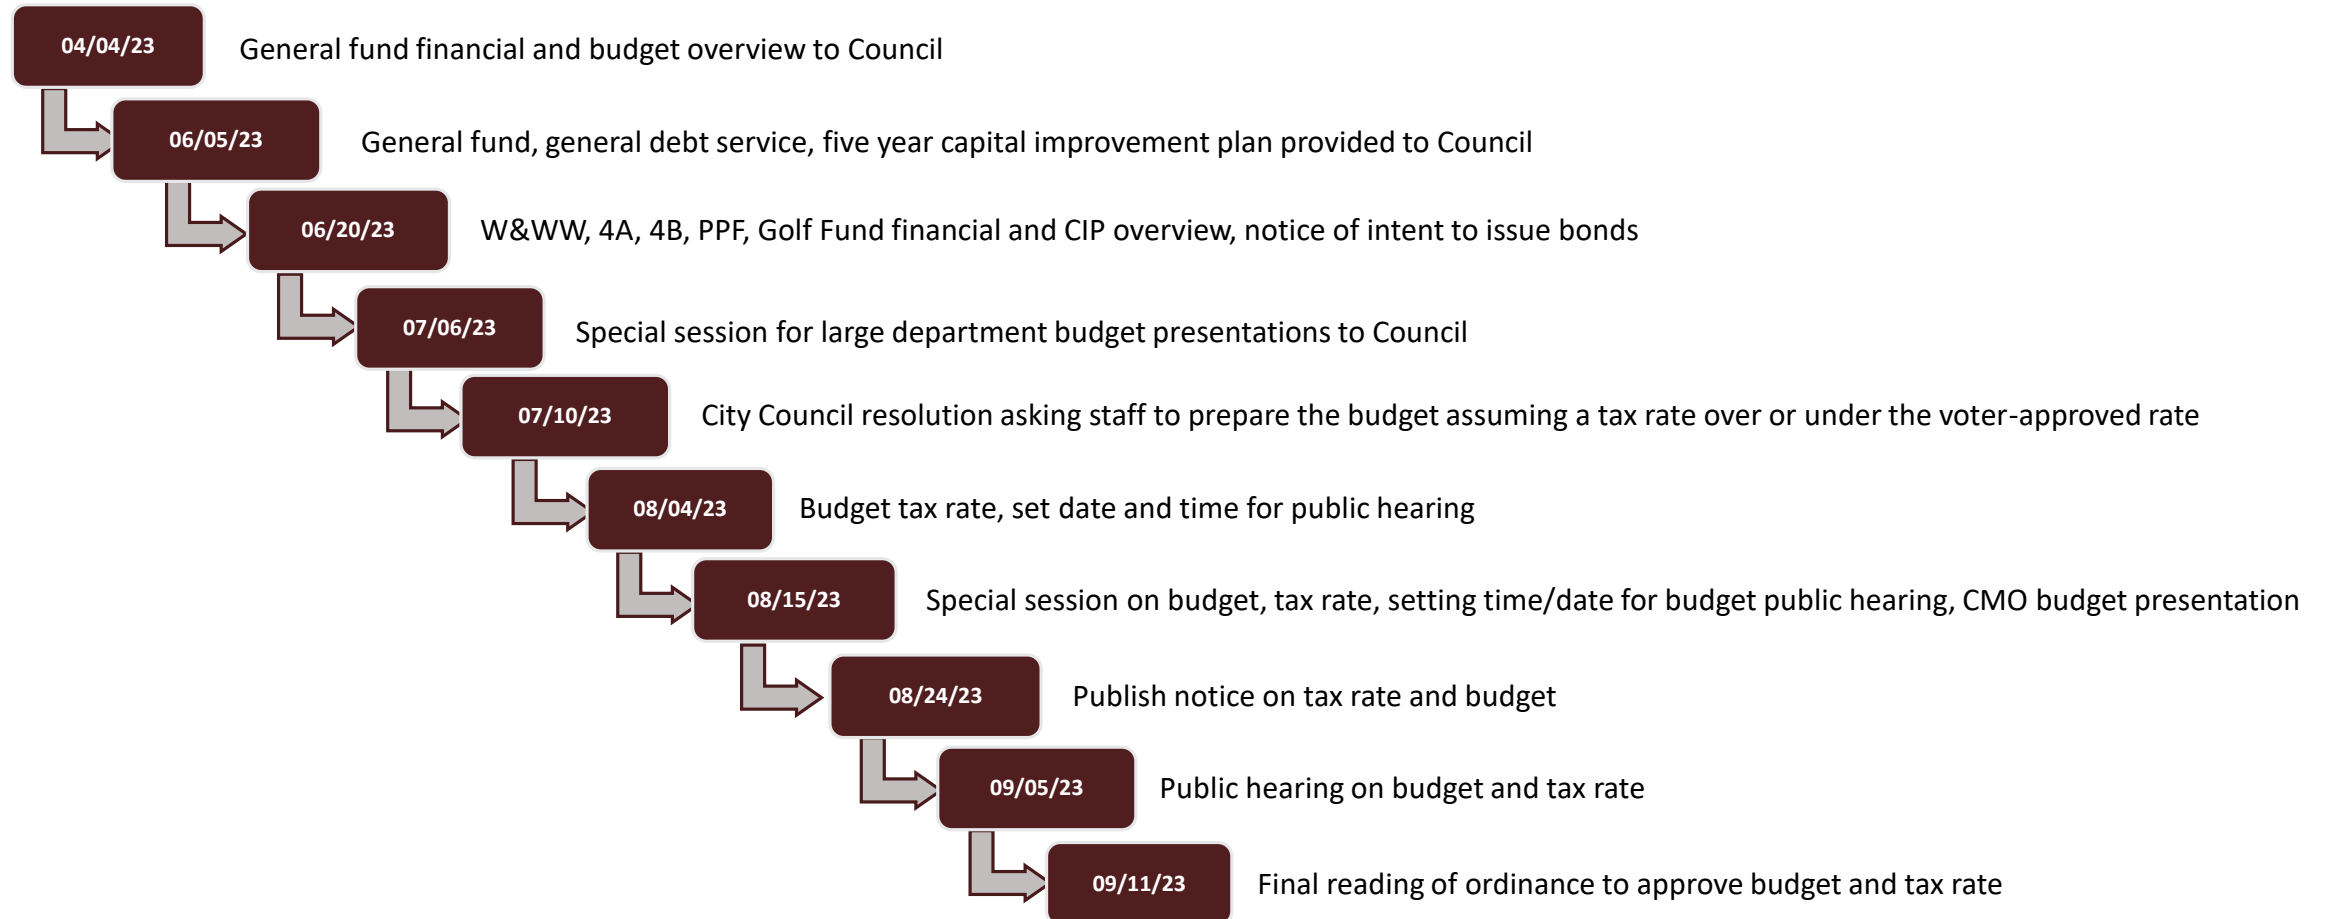 04/04/23 General fund financial and budget overview to Council
06/05/23 General fund, general debt service, five year capital improvement plan provided to Council
06/20/23 W&WW, 4A, 4B, PPF, Golf Fund financial and CIP overview, notice of intent to issue bonds
07/06/23 Special session for large department budget presentations to Council
07/10/23 City Council resolution asking staff to prepare the budget assuming a tax rate over or under the voter-approved rate
08/04/23 Budget tax rate, set date and time for public hearing
08/15/23 Special session on budget, tax rate, setting time/date for budget public hearing, CMO budget presentation
08/24/23 Publish notice on tax rate and budget
09/05/23 Public hearing on budget and tax rate
09/11/23 Final reading of ordinance to approve budget and tax rate